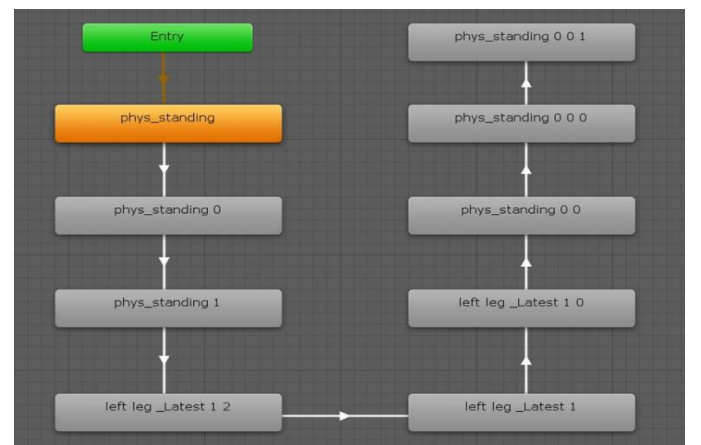 Entry
phys_standing
phys_standing 0
phys_standing 1
left leg _Latest 1 2
left leg _Latest 1
left leg _Latest 1 0
phys_standing 0 0
phys_standing 0 0 0
phys_standing 0 0 1